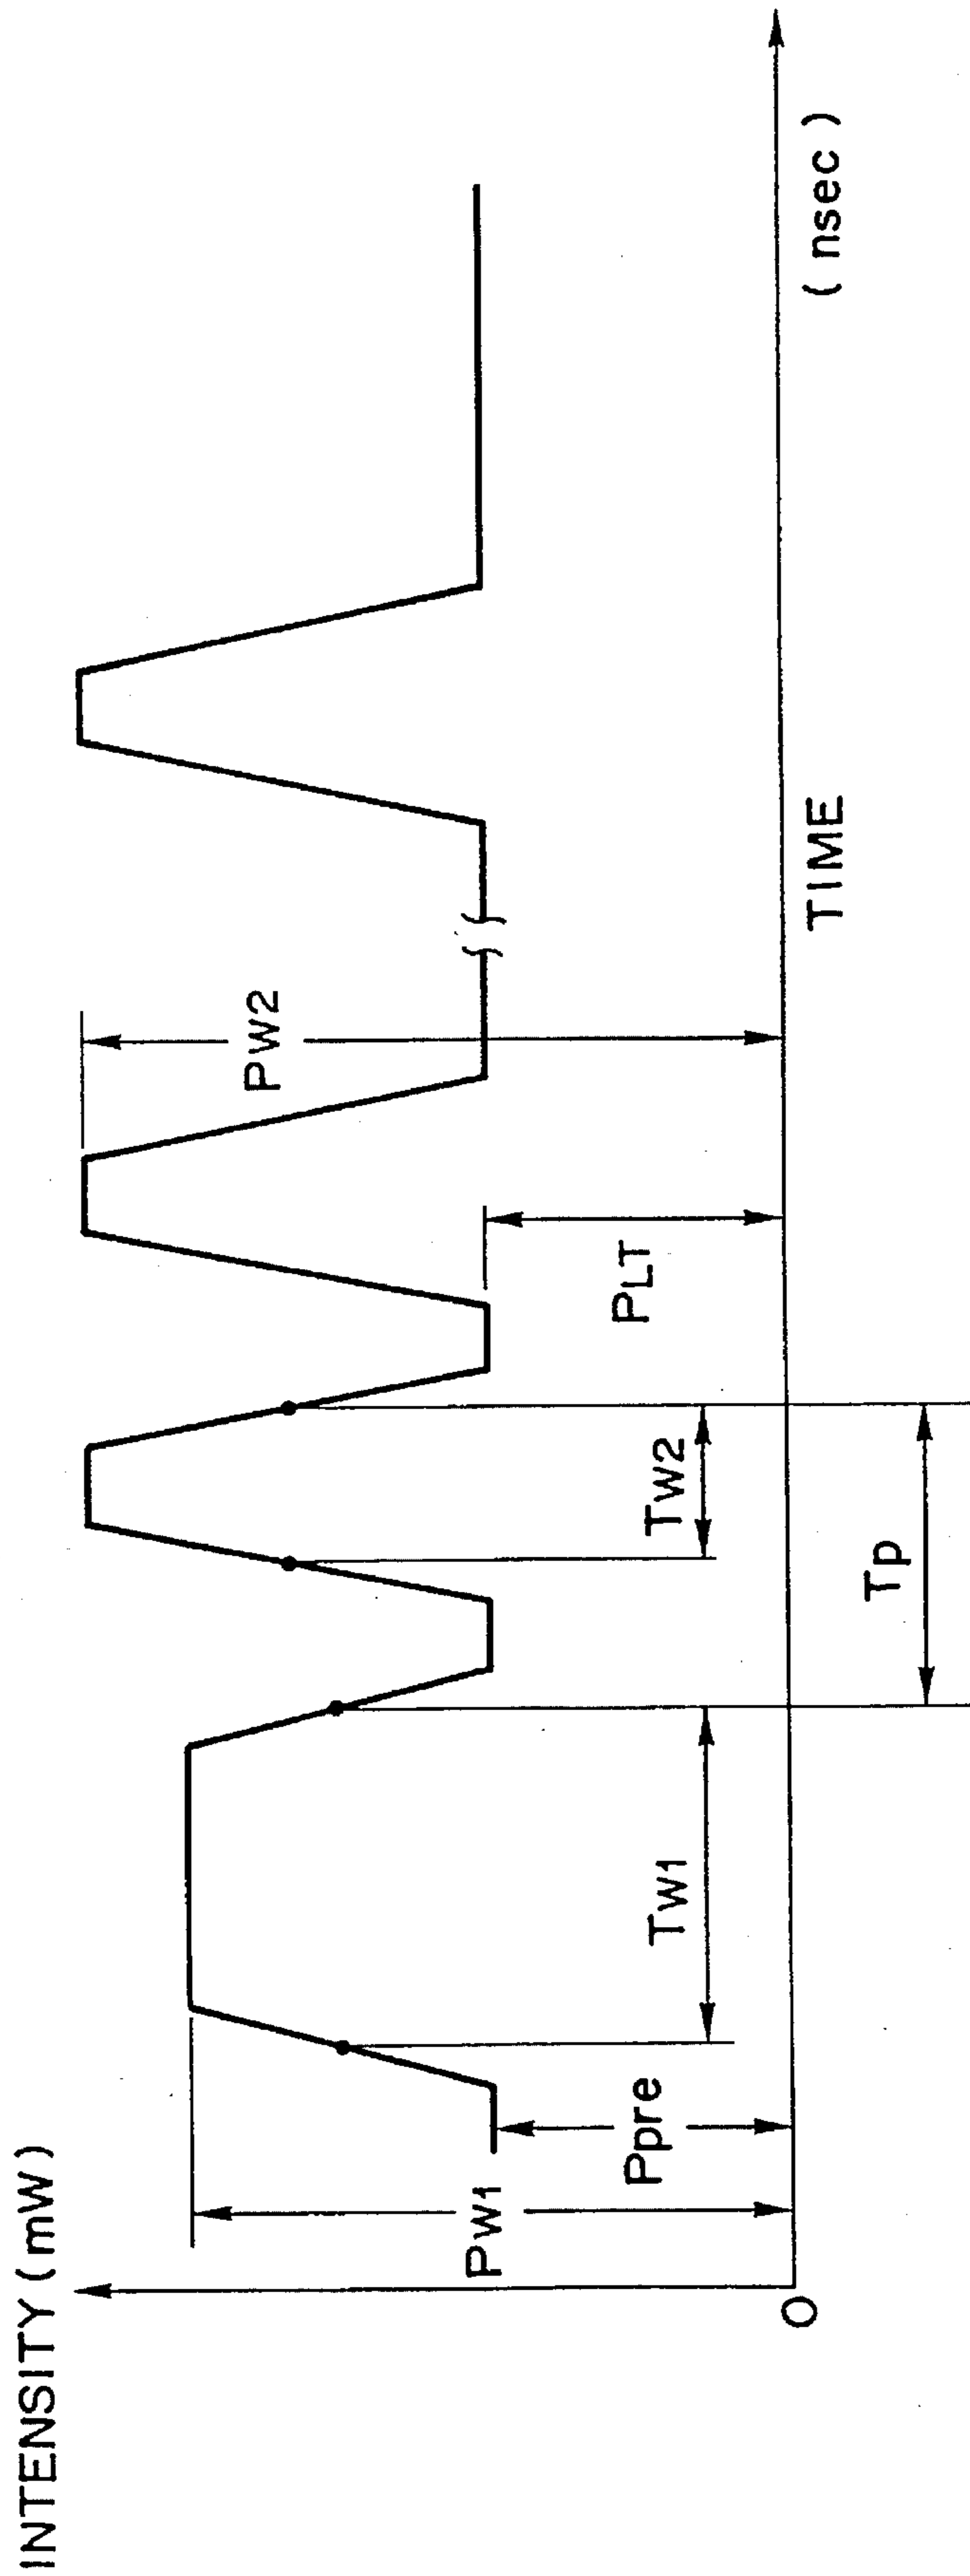 INTENSITY (mW)
PW2
PW1
Ppre
TW1
TW2
PLT
Tp
O
TIME
(nsec)